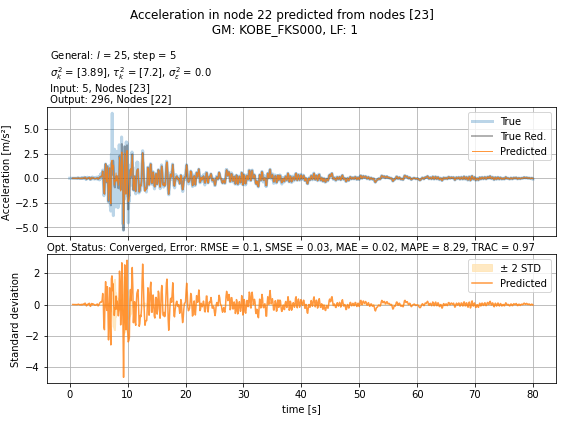 Acceleration in node 22 predicted from nodes [23]
GM: KOBE_FKS000, LF: 1
General: l = 25, step = 5
σ²ₖ = [3.89], τ²ₖ = [7.2], σ²ε = 0.0
Input: 5, Nodes [23]
Output: 296, Nodes [22]
Acceleration [m/s²]
5.0
2.5
0.0
−2.5
−5.0
True
True Red.
Predicted
Opt. Status: Converged, Error: RMSE = 0.1, SMSE = 0.03, MAE = 0.02, MAPE = 8.29, TRAC = 0.97
Standard deviation
2
0
−2
−4
± 2 STD
Predicted
0 10 20 30 40 50 60 70 80
time [s]